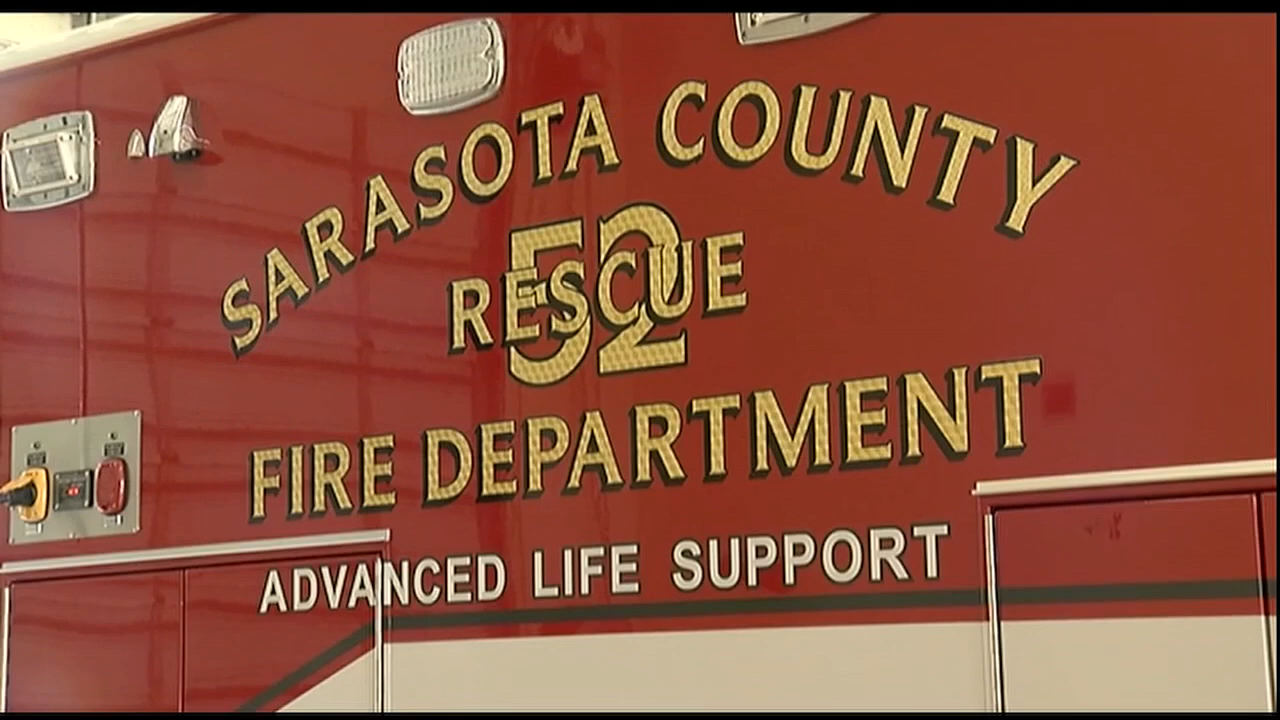 SARASOTA COUNTY
52
RESCUE
FIRE DEPARTMENT
ADVANCED LIFE SUPPORT